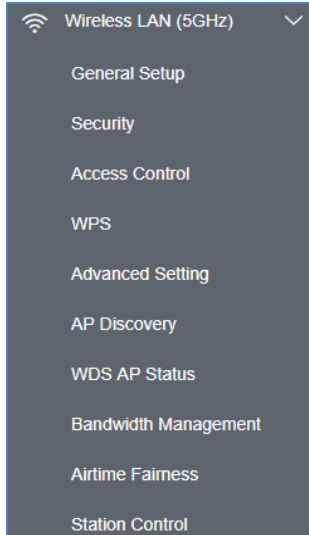 Wireless LAN (5GHz)
General Setup
Security
Access Control
WPS
Advanced Setting
AP Discovery
WDS AP Status
Bandwidth Management
Airtime Fairness
Station Control